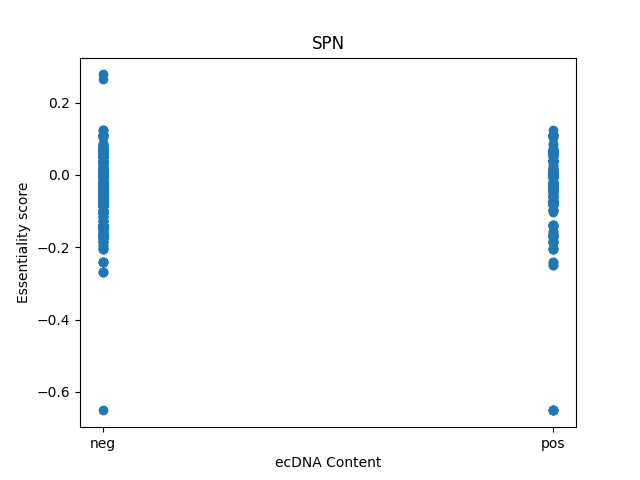 SPN
Essentiality score
0.2
0.0
−0.2
−0.4
−0.6
neg
pos
ecDNA Content